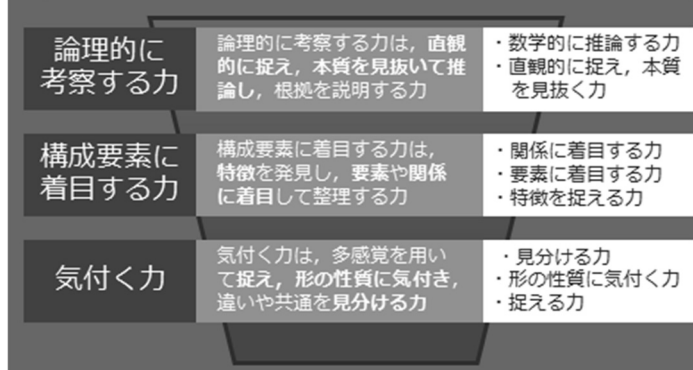 論理的に
考察する力
論理的に考察する力は，直観
的に捉え，本質を見抜いて推
論し，根拠を説明する力
・数学的に推論する力
・直観的に捉え，本質
を見抜く力
構成要素に
着目する力
構成要素に着目する力は，
特徴を発見し，要素や関係
に着目して整理する力
・関係に着目する力
・要素に着目する力
・特徴を捉える力
気付く力
気付く力は，多感覚を用い
て捉え，形の性質に気付き，
違いや共通を見分ける力
・見分ける力
・形の性質に気付く力
・捉える力